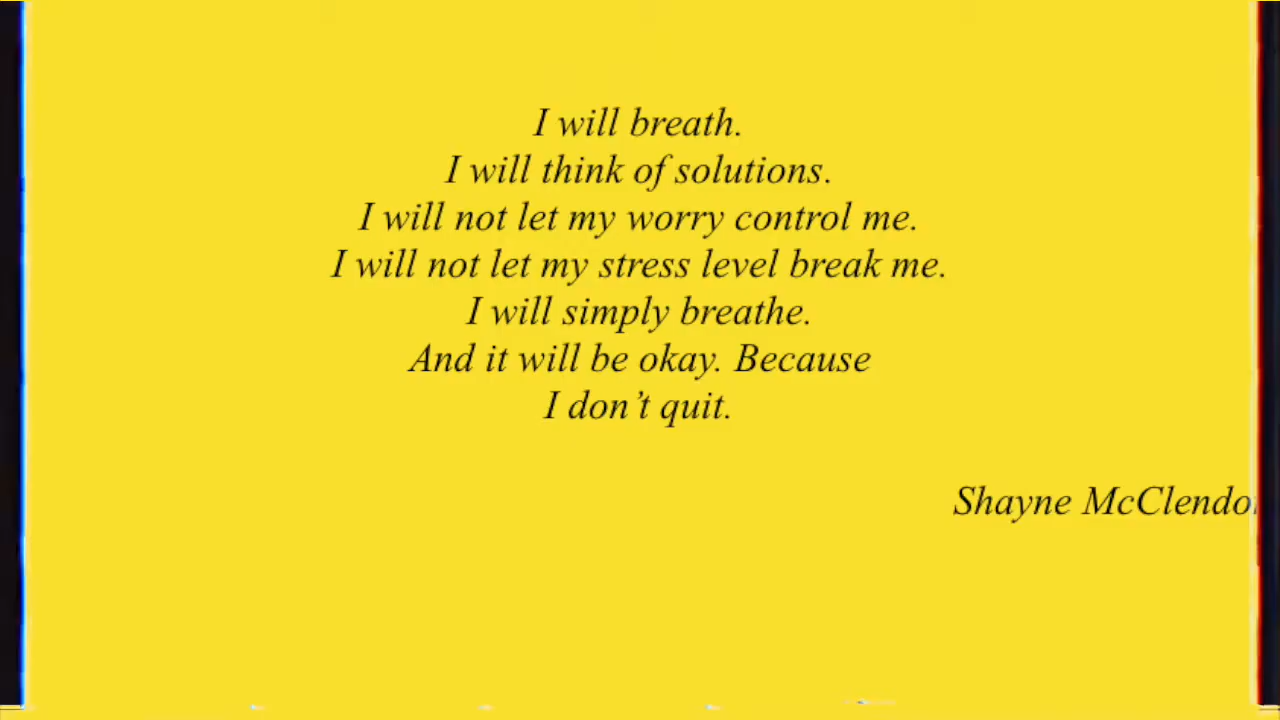 I will breath.
I will think of solutions.
I will not let my worry control me.
I will not let my stress level break me.
I will simply breathe.
And it will be okay. Because
I don’t quit.
Shayne McClendo